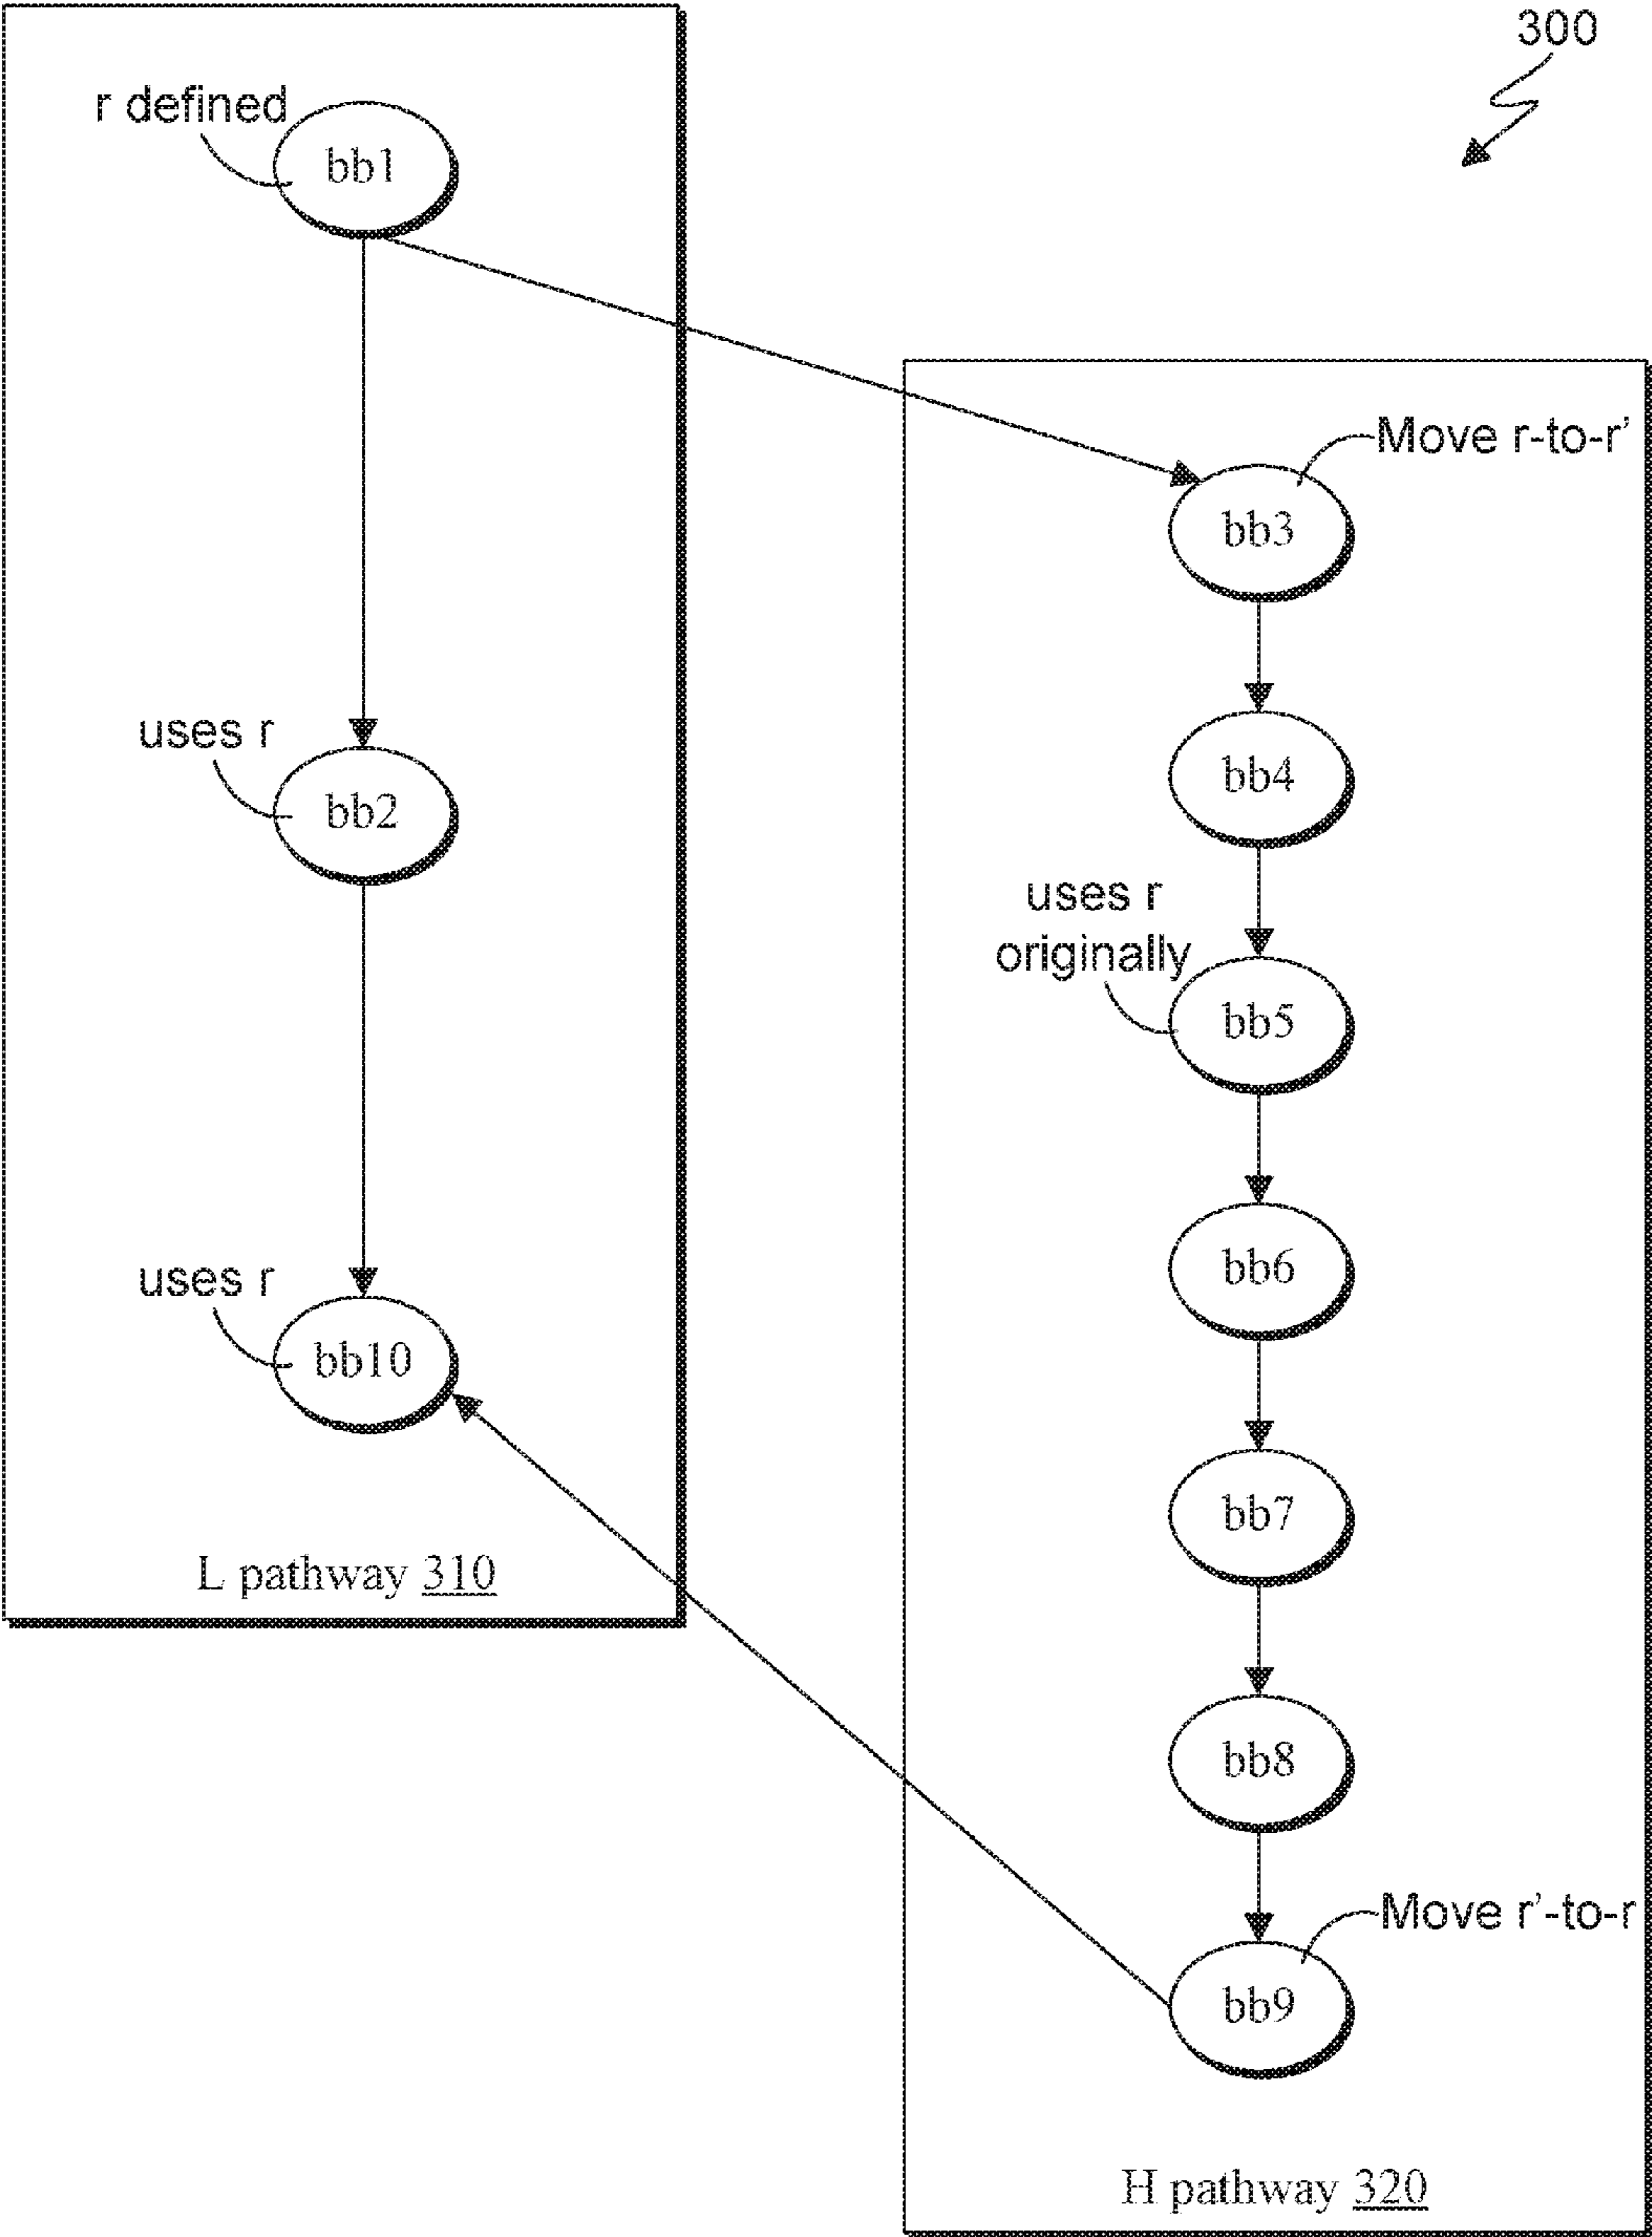 300
r defined
bb1
Move r-to-r'
bb3
uses r
bb2
bb4
uses r
originally
bb5
uses r
bb10
bb6
bb7
L pathway 310
bb8
Move r'-to-r
bb9
H pathway 320